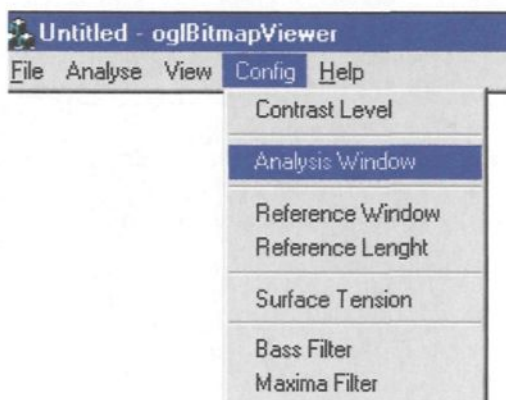 Untitled - oglBitmapViewer
File Analyse View Config Help
Contrast Level
Analysis Window
Reference Window
Reference Lenght
Surface Tension
Bass Filter
Maxima Filter